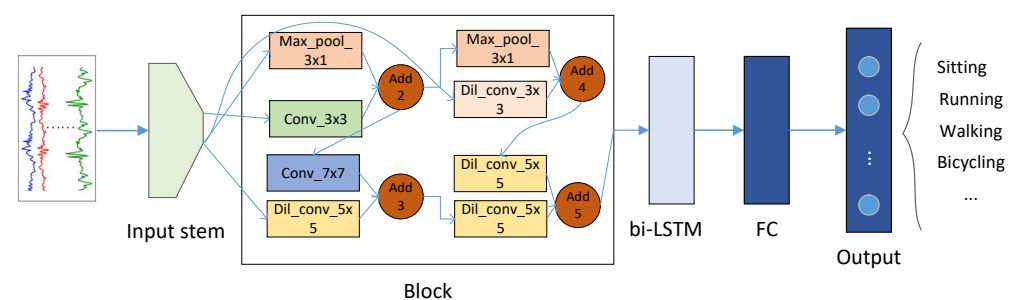 Max_pool_
3x1
Add
2
Conv_3x3
Conv_7x7
Add
3
Dil_conv_5x
5
Max_pool_
3x1
Dil_conv_3x
3
Add
4
Dil_conv_5x
5
Dil_conv_5x
5
Add
5
Input stem
Block
bi-LSTM
FC
Output
Sitting
Running
Walking
Bicycling
...